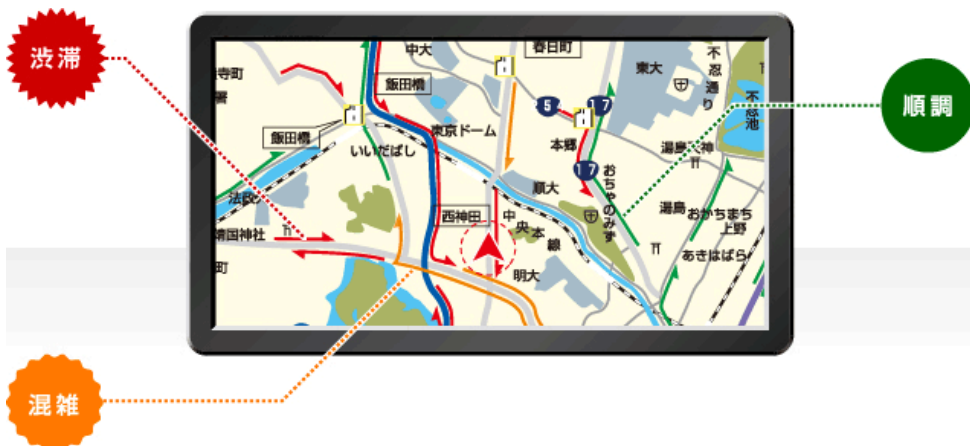 渋滞
順調
混雑
中大
春日町
東大
不忍通り
寺町
署
飯田橋
不忍池
5
17
飯田橋
東京ドーム
本郷
いいだばし
湯島天神
17
おちゃのみず
法政大
順大
西神田
中央本線
湯島
おかちまち
上野
靖国神社
あきはばら
町
明大